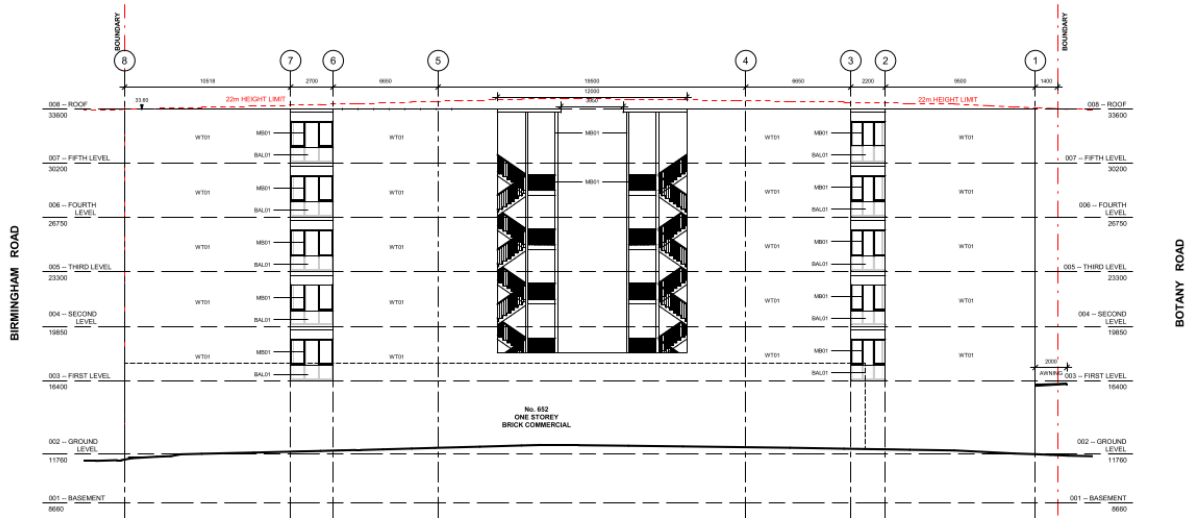 BOUNDARY
BOUNDARY
8
7
6
5
4
3
2
1
10518
2700
6650
19500
6650
2200
9500
1400
12000
3950
22m HEIGHT LIMIT
22m HEIGHT LIMIT
33.60
008 -- ROOF
33600
008 -- ROOF
33600
WT01
MB01
BAL01
WT01
MB01
WT01
MB01
BAL01
WT01
007 -- FIFTH LEVEL
30200
007 -- FIFTH LEVEL
30200
WT01
MB01
BAL01
WT01
MB01
WT01
MB01
BAL01
WT01
006 -- FOURTH
LEVEL
26750
006 -- FOURTH
LEVEL
26750
WT01
MB01
BAL01
WT01
WT01
MB01
BAL01
WT01
005 -- THIRD LEVEL
23300
005 -- THIRD LEVEL
23300
WT01
MB01
BAL01
WT01
WT01
MB01
BAL01
WT01
004 -- SECOND
LEVEL
19850
004 -- SECOND
LEVEL
19850
WT01
MB01
BAL01
WT01
WT01
MB01
BAL01
WT01
2000
AWNING
003 -- FIRST LEVEL
16400
003 -- FIRST LEVEL
16400
No. 652
ONE STOREY
BRICK COMMERCIAL
002 -- GROUND
LEVEL
11760
002 -- GROUND
LEVEL
11760
001 -- BASEMENT
8660
001 -- BASEMENT
8660
BIRMINGHAM ROAD
BOTANY ROAD